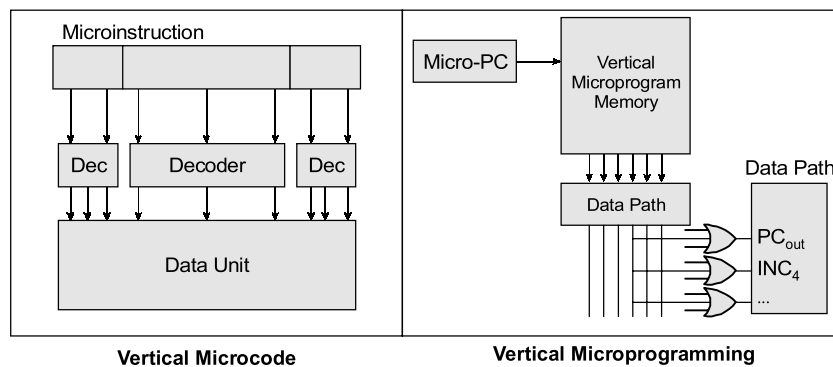 Microinstruction
Dec
Decoder
Dec
Data Unit
Vertical Microcode
Micro-PC
Vertical
Microprogram
Memory
Data Path
Data Path
PCout
INC4
...
Vertical Microprogramming